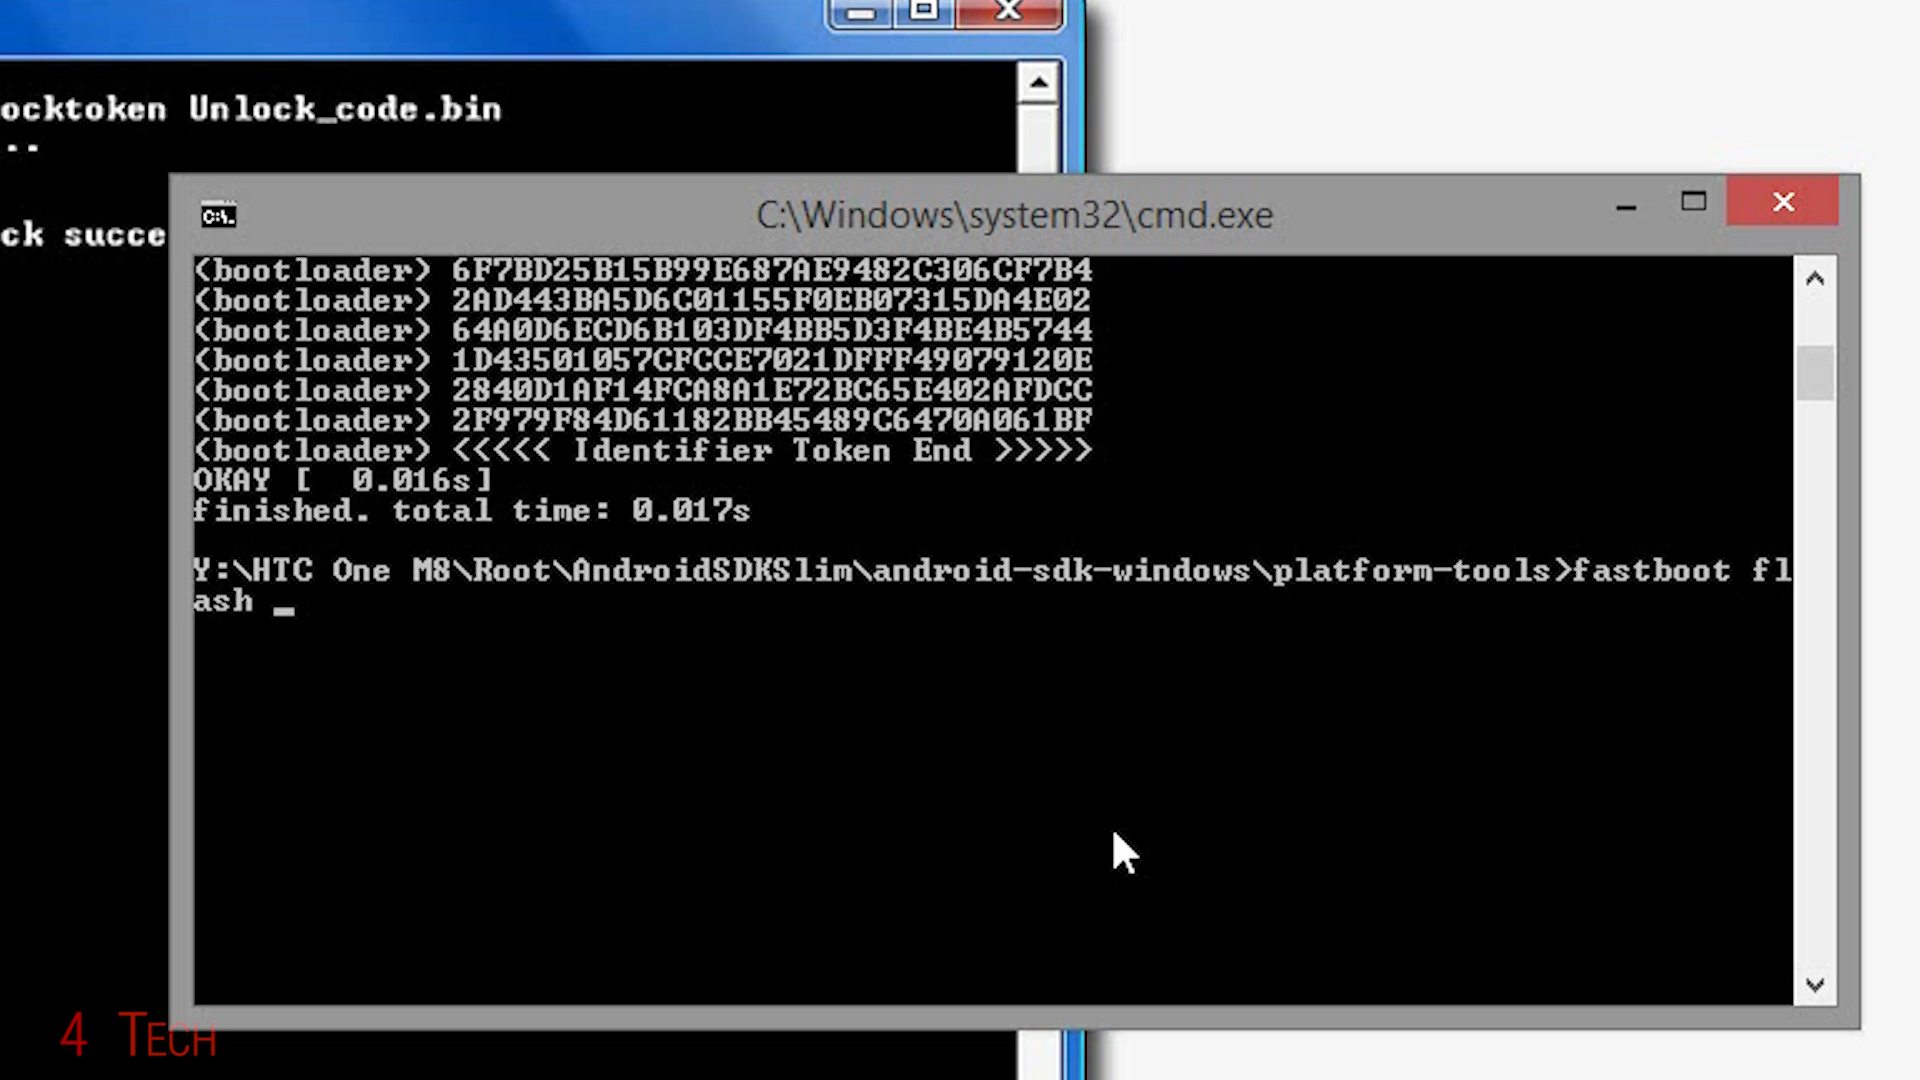 ocktoken Unlock_code.bin
..
ck succe
C:\.
C:\Windows\system32\cmd.exe
(bootloader) 6F7BD25B15B99E687AE9482C306CF7B4
(bootloader) 2AD443BA5D6C01155F0EB07315DA4E02
(bootloader) 64A0D6ECD6B103DF4BB5D3F4BE4B5744
(bootloader) 1D43501057CFCCE7021DFFF49079120E
(bootloader) 2840D1AF14FCA8A1E72BC65E402AFDCC
(bootloader) 2F979F84D61182BB45489C6470A061BF
(bootloader) <<<<< Identifier Token End >>>>>
OKAY [  0.016s]
finished. total time: 0.017s
Y:\HTC One M8\Root\AndroidSDKSlim\android-sdk-windows\platform-tools>fastboot fl
ash _
4 TECH